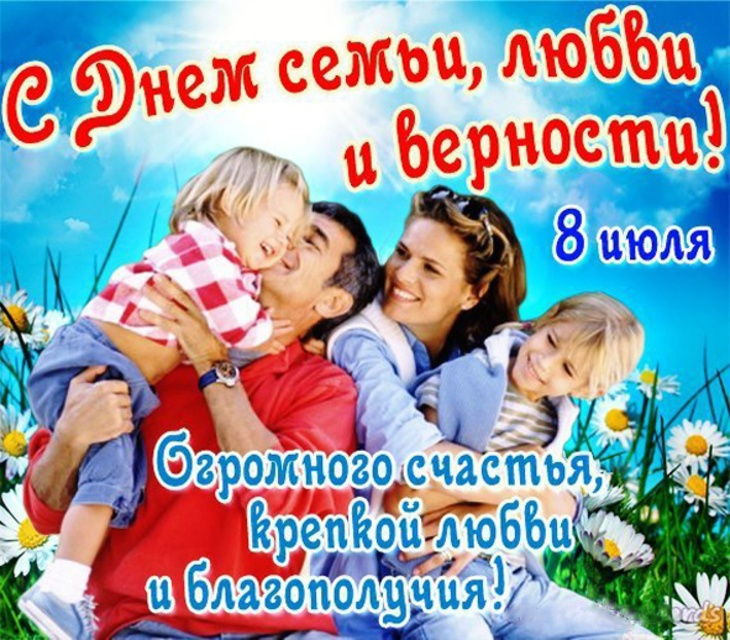 С Днем семьи, любви
и верности!
8 июля
Огромного счастья,
крепкой любви
и благополучия!